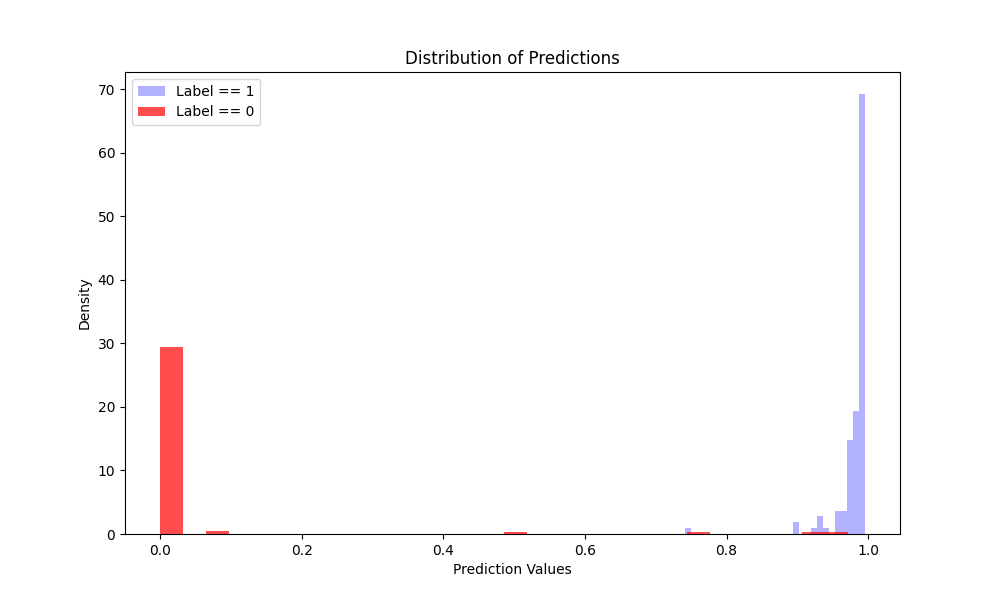 Distribution of Predictions
Label == 1
Label == 0
70
60
50
40
30
20
10
0
Density
0.0 0.2 0.4 0.6 0.8 1.0
Prediction Values